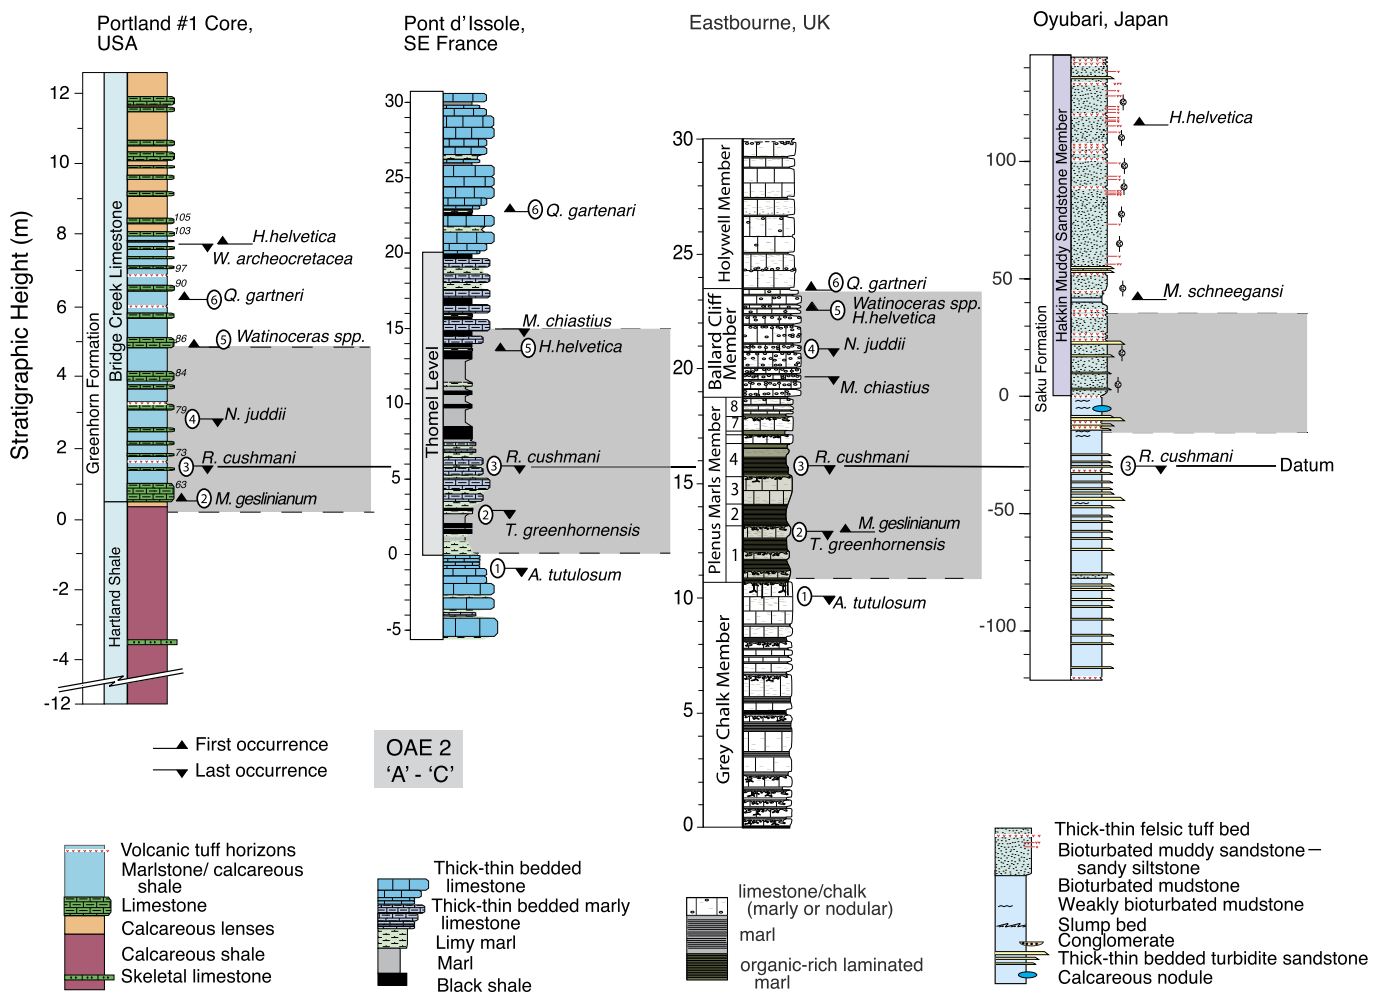 Portland #1 Core,
USA
Pont d'Issole,
SE France
Eastbourne, UK
Oyubari, Japan
Stratigraphic Height (m)
12
10
8
6
4
2
0
-2
-4
-12
Greenhorn Formation
Bridge Creek Limestone
Hartland Shale
105
103
97
90
86
84
79
73
63
H.helvetica
W. archeocretacea
6 Q. gartneri
5 Watinoceras spp.
4 N. juddii
3 R. cushmani
2 M. geslinianum
30
25
20
15
10
5
0
-5
Thomel Level
6 Q. gartenari
M. chiastius
5 H.helvetica
3 R. cushmani
2 T. greenhornensis
1 A. tutulosum
30
25
20
15
10
5
0
Holywell Member
Ballard Cliff
Member
Plenus Marls Member
Grey Chalk Member
8
7
4
3
2
1
6 Q. gartneri
Watinoceras spp.
5 H.helvetica
4 N. juddii
M. chiastius
3 R. cushmani
M. geslinianum
2 T. greenhornensis
1 A. tutulosum
100
50
0
-50
-100
Saku Formation
Hakkin Muddy Sandstone Member
H.helvetica
M. schneegansi
3 R. cushmani
Datum
First occurrence
Last occurrence
OAE 2
‘A’ - ‘C’
Volcanic tuff horizons
Marlstone/ calcareous
shale
Limestone
Calcareous lenses
Calcareous shale
Skeletal limestone
Thick-thin bedded
limestone
Thick-thin bedded marly
limestone
Limy marl
Marl
Black shale
limestone/chalk
(marly or nodular)
marl
organic-rich laminated
marl
Thick-thin felsic tuff bed
Bioturbated muddy sandstone—
sandy siltstone
Bioturbated mudstone
Weakly bioturbated mudstone
Slump bed
Conglomerate
Thick-thin bedded turbidite sandstone
Calcareous nodule